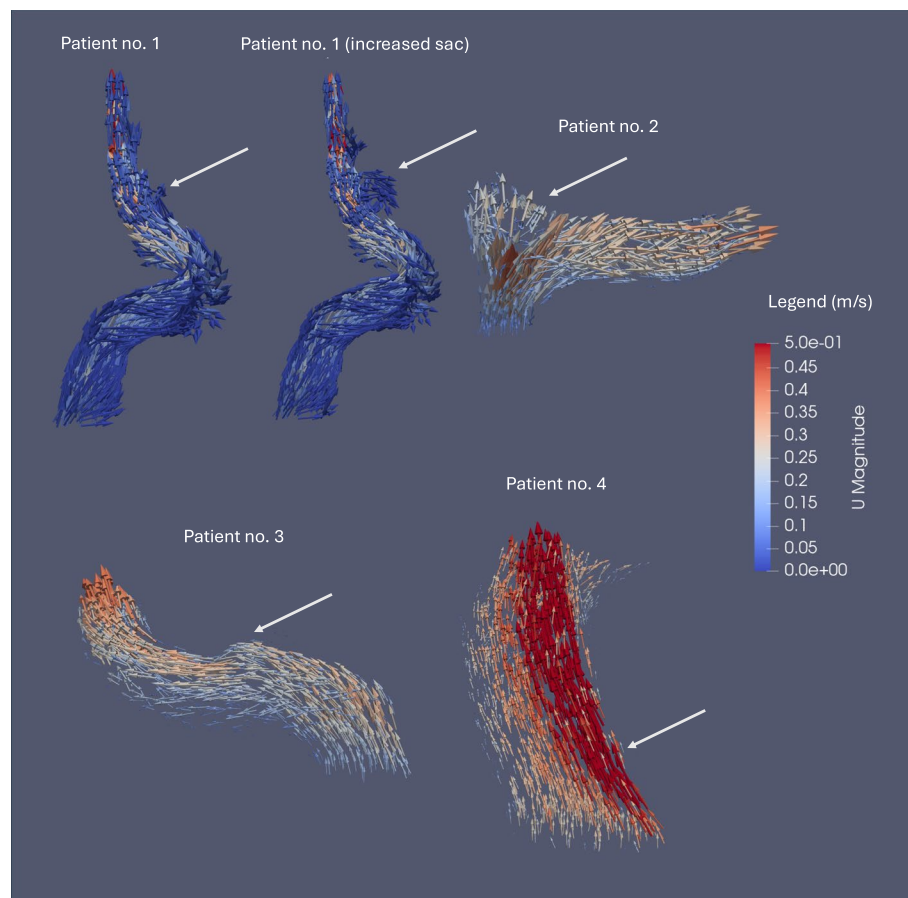 Patient no. 1
Patient no. 1 (increased sac)
Patient no. 2
Legend (m/s)
5.0e-01
0.45
0.4
0.35
0.3
0.25
0.2
0.15
0.1
0.05
0.0e+00
U Magnitude
Patient no. 3
Patient no. 4